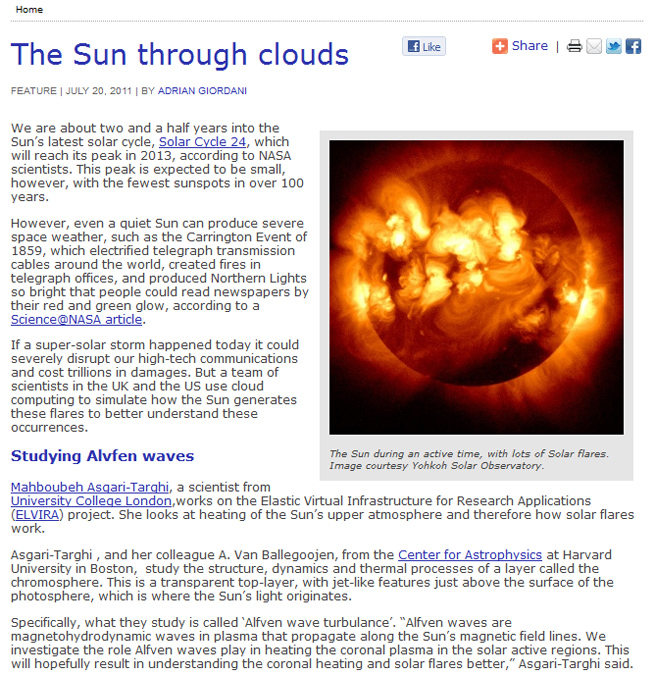 Home
The Sun through clouds
Like
Share |
FEATURE | JULY 20, 2011 | BY ADRIAN GIORDANI
We are about two and a half years into the
Sun's latest solar cycle, Solar Cycle 24, which
will reach its peak in 2013, according to NASA
scientists. This peak is expected to be small,
however, with the fewest sunspots in over 100
years.
However, even a quiet Sun can produce severe
space weather, such as the Carrington Event of
1859, which electrified telegraph transmission
cables around the world, created fires in
telegraph offices, and produced Northern Lights
so bright that people could read newspapers by
their red and green glow, according to a
Science@NASA article.
If a super-solar storm happened today it could
severely disrupt our high-tech communications
and cost trillions in damages. But a team of
scientists in the UK and the US use cloud
computing to simulate how the Sun generates
these flares to better understand these
occurrences.
The Sun during an active time, with lots of Solar flares.
Image courtesy Yohkoh Solar Observatory.
Studying Alvfen waves
Mahboubeh Asgari-Targhi, a scientist from
University College London,works on the Elastic Virtual Infrastructure for Research Applications
(ELVIRA) project. She looks at heating of the Sun's upper atmosphere and therefore how solar flares
work.
Asgari-Targhi , and her colleague A. Van Ballegoojen, from the Center for Astrophysics at Harvard
University in Boston,  study the structure, dynamics and thermal processes of a layer called the
chromosphere. This is a transparent top-layer, with jet-like features just above the surface of the
photosphere, which is where the Sun's light originates.
Specifically, what they study is called 'Alfven wave turbulance'. “Alfven waves are
magnetohydrodynamic waves in plasma that propagate along the Sun's magnetic field lines. We
investigate the role Alfven waves play in heating the coronal plasma in the solar active regions. This
will hopefully result in understanding the coronal heating and solar flares better,” Asgari-Targhi said.